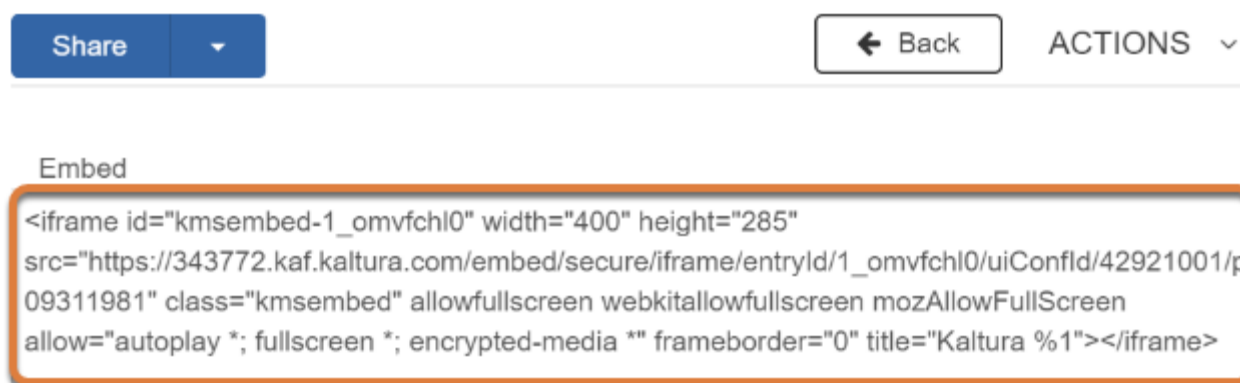 Share
Back
ACTIONS
Embed
<iframe id="kmsembed-1_omvfchl0" width="400" height="285"
src="https://343772.kaf.kaltura.com/embed/secure/iframe/entryId/1_omvfchl0/uiConfId/42921001/p
09311981" class="kmsembed" allowfullscreen webkitallowfullscreen mozAllowFullScreen
allow="autoplay *; fullscreen *; encrypted-media *" frameborder="0" title="Kaltura %1"></iframe>